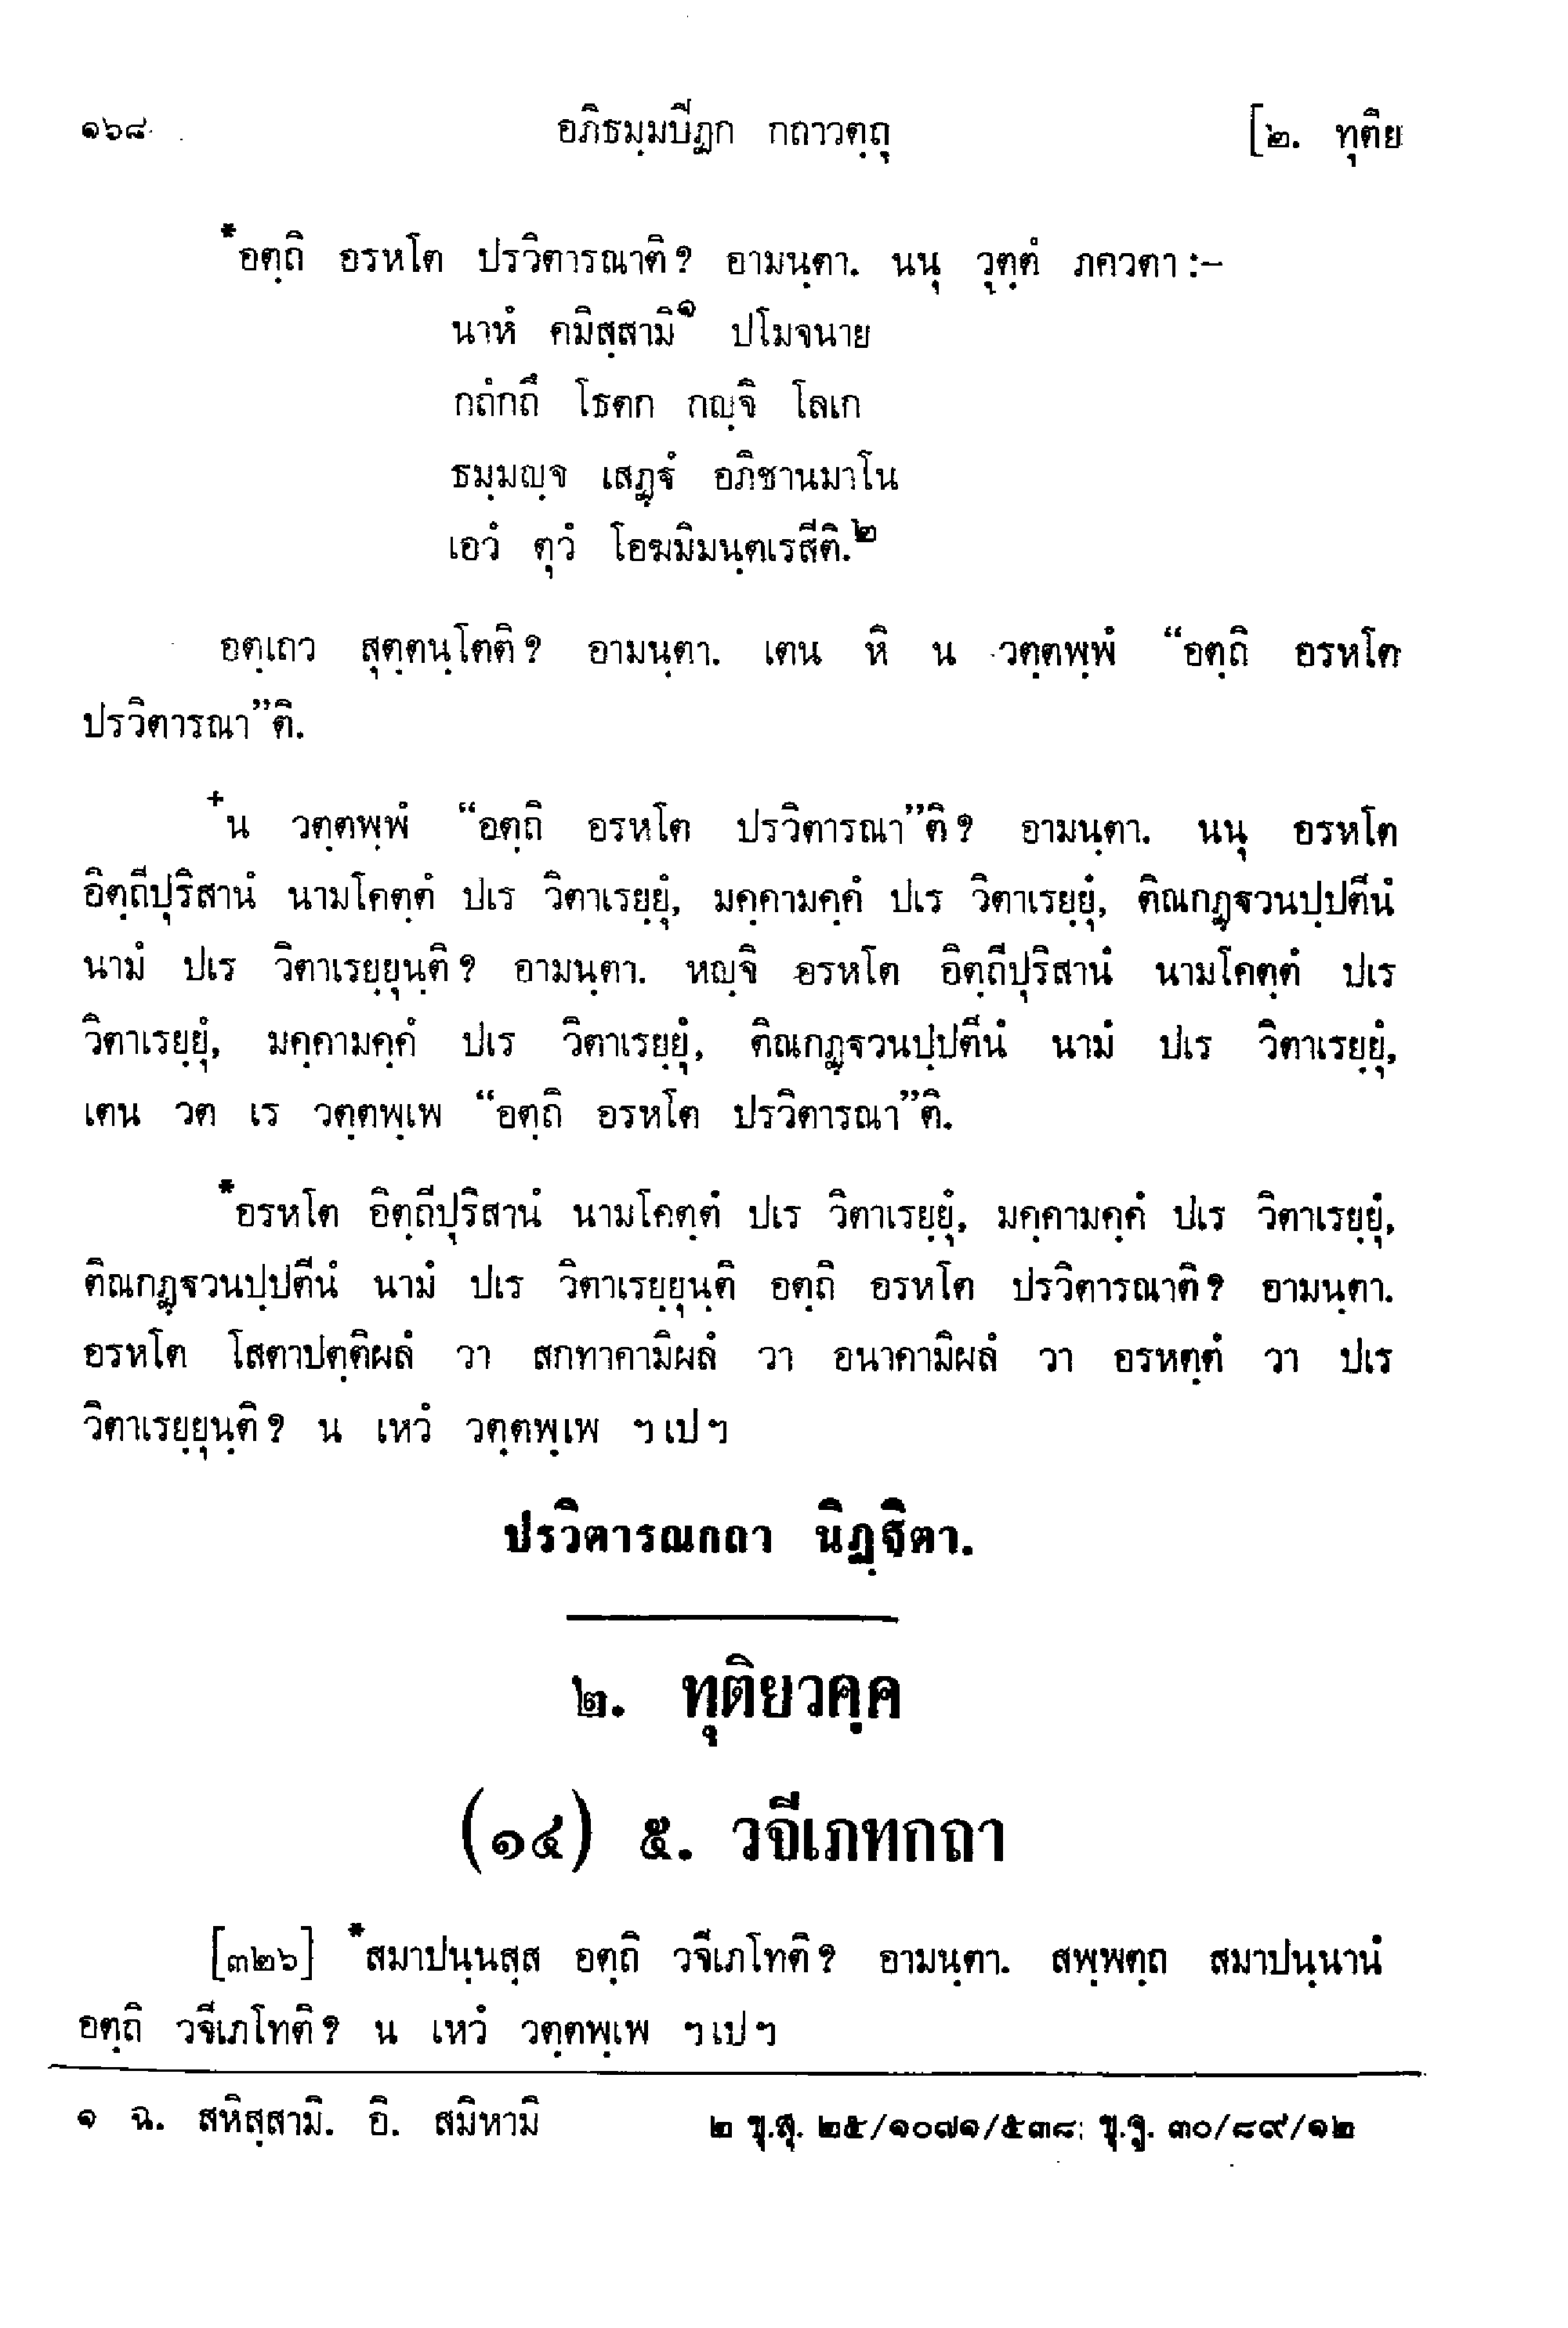 ๑๖๘ อภิธมฺมปีฏก กถาวตฺถุ [๒. ทุติย
*อตฺถิ อรหโต ปรวิตารณาติ? อามนฺตา. นนุ วุตฺตํ ภควตา :-
นาหํ คมิสฺสามิ๑ ปโมจนาย
กถํกถึ โธตก กญฺจิ โลเก
ธมฺมญฺจ เสฏฺฐํ อภิชานมาโน
เอวํ ตุวํ โอฆมิมนฺตเรสีติ.๒
อตฺเถว สุตฺตนฺโตติ? อามนฺตา. เตน หิ น วตฺตพฺพํ “อตฺถิ อรหโต
ปรวิตารณา”ติ.
+น วตฺตพฺพํ “อตฺถิ อรหโต ปรวิตารณา”ติ? อามนฺตา. นนุ อรหโต
อิตฺถีปุริสานํ นามโคตฺตํ ปเร วิตาเรยฺยุํ, มคฺคามคฺคํ ปเร วิตาเรยฺยุํ, ติณกฏฺฐวนปฺปตีนํ
นามํ ปเร วิตาเรยฺยุนฺติ? อามนฺตา. หญฺจิ อรหโต อิตฺถีปุริสานํ นามโคตฺตํ ปเร
วิตาเรยฺยุํ, มคฺคามคฺคํ ปเร วิตาเรยฺยุํ, ติณกฏฺฐวนปฺปตีนํ นามํ ปเร วิตาเรยฺยุํ,
เตน วต เร วตฺตพฺเพ “อตฺถิ อรหโต ปรวิตารณา”ติ.
*อรหโต อิตฺถีปุริสานํ นามโคตฺตํ ปเร วิตาเรยฺยุํ, มคฺคามคฺคํ ปเร วิตาเรยฺยุํ,
ติณกฏฺฐวนปฺปตีนํ นามํ ปเร วิตาเรยฺยุนฺติ อตฺถิ อรหโต ปรวิตารณาติ? อามนฺตา.
อรหโต โสตาปตฺติผลํ วา สกทาคามิผลํ วา อนาคามิผลํ วา อรหตฺตํ วา ปเร
วิตาเรยฺยุนฺติ? น เหวํ วตฺตพฺเพ ฯเปฯ
ปรวิตารณกถา นิฏฺฐิตา.
๒. ทุติยวคฺค
(๑๔) ๕. วจีเภทกถา
[๓๒๖] *สมาปนฺนสฺส อตฺถิ วจีเภโทติ? อามนฺตา. สพฺพตฺถ สมาปนฺนานํ
อตฺถิ วจีเภโทติ? น เหวํ วตฺตพฺเพ ฯเปฯ
๑ ฉ. สหิสฺสามิ. อิ. สมิหามิ ๒ ขุ.สุ. ๒๕/๑๐๗๑/๕๓๘; ขุ.จู. ๓๐/๘๙/๑๒